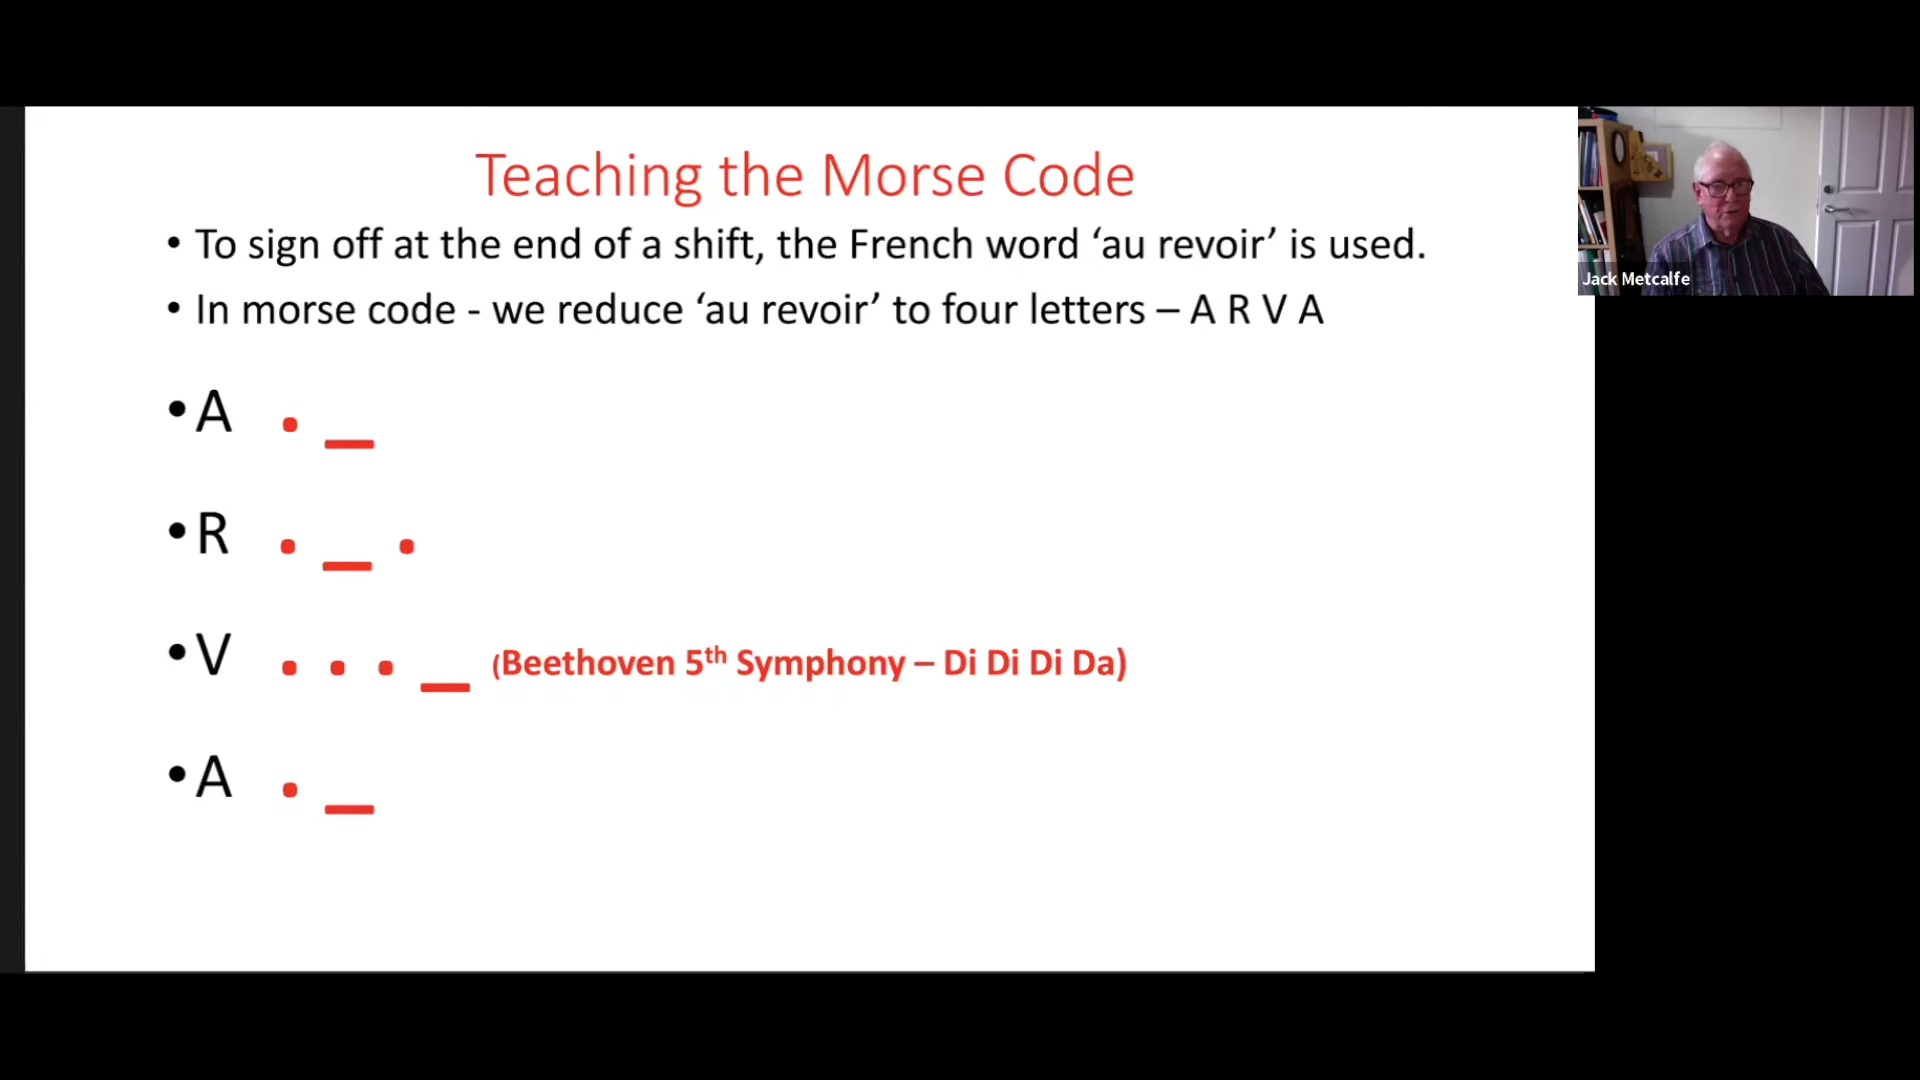 Teaching the Morse Code
• To sign off at the end of a shift, the French word ‘au revoir’ is used.
• In morse code - we reduce ‘au revoir’ to four letters – A R V A
• A . _
• R . _ .
• V . . . _ (Beethoven 5th Symphony – Di Di Di Da)
• A . _
Jack Metcalfe